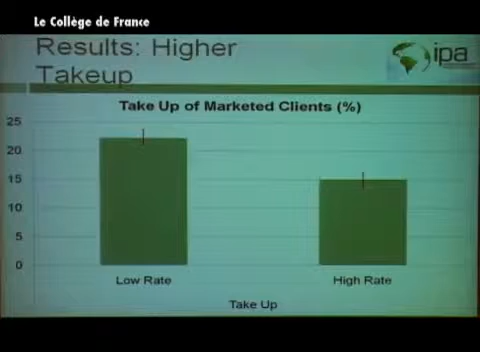 Le Collège de France
Results: Higher
Takeup
ipa
Take Up of Marketed Clients (%)
25
20
15
10
5
0
Low Rate
High Rate
Take Up